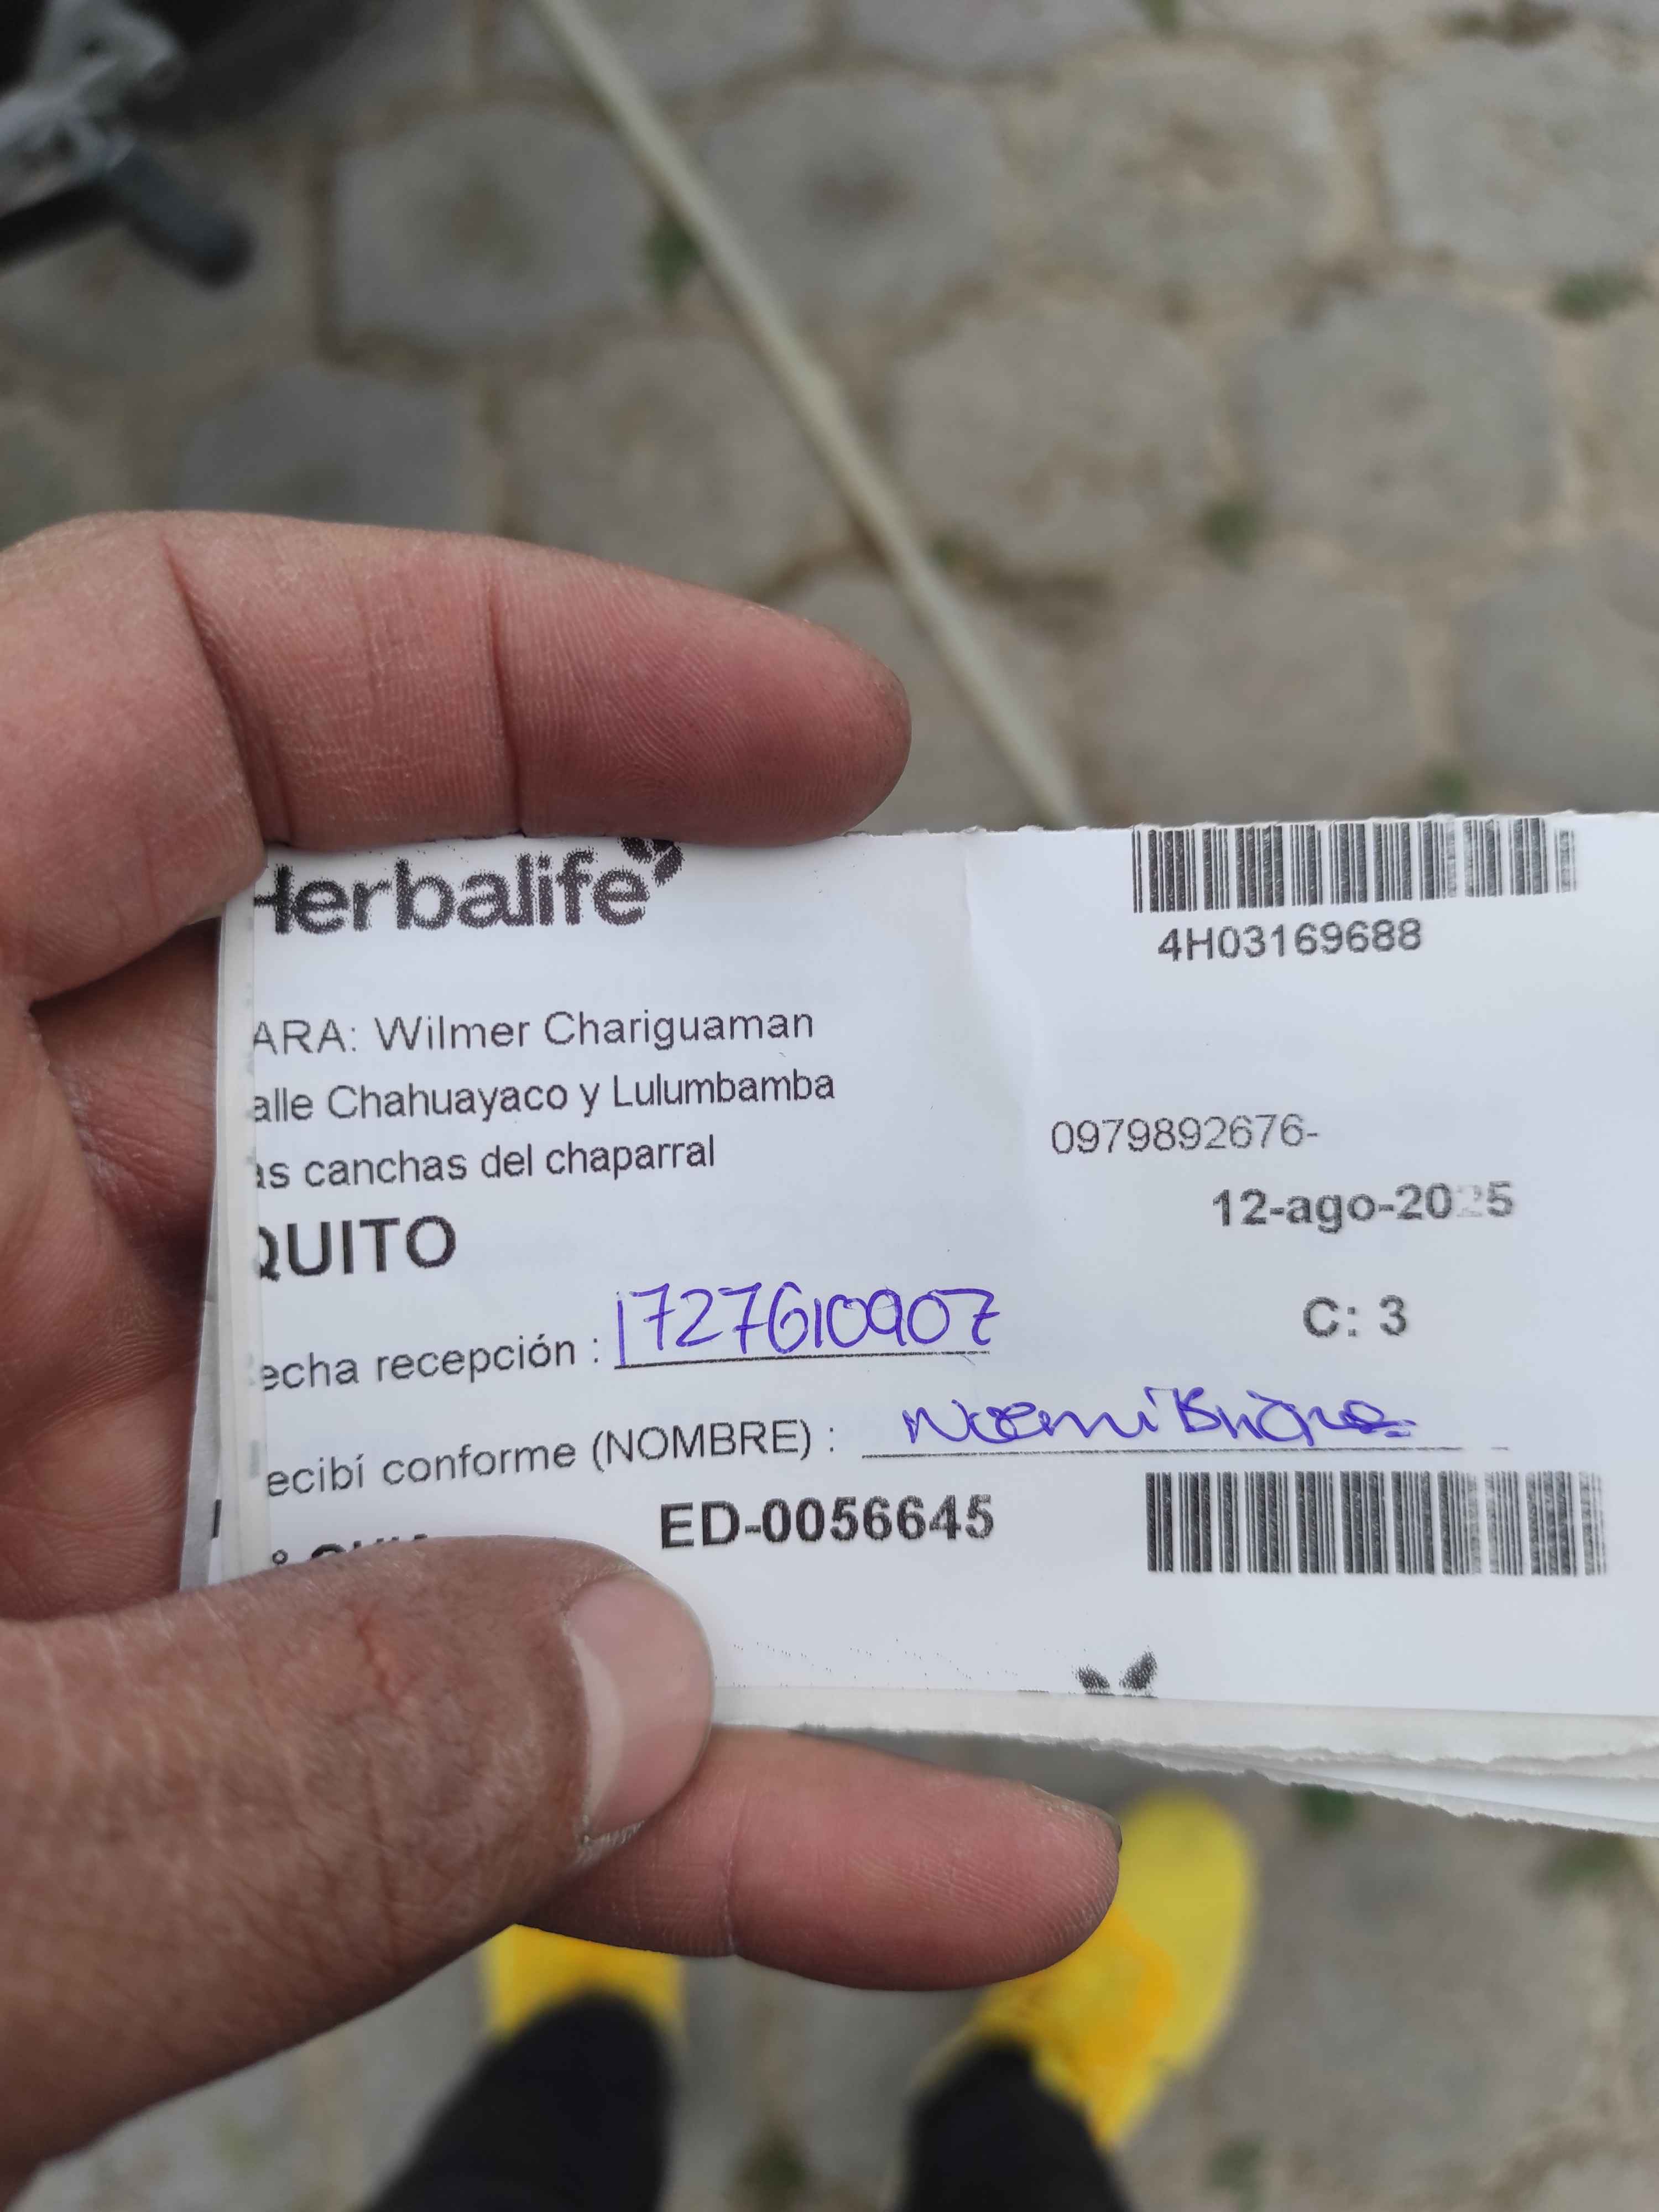 Herbalife
4H03169688
ARA: Wilmer Chariguaman
alle Chahuayaco y Lulumbamba
as canchas del chaparral
0979892676-
12-ago-2025
QUITO
C: 3
echa recepción : 1727610907
ecibí conforme (NOMBRE) : Noemi
ED-0056645